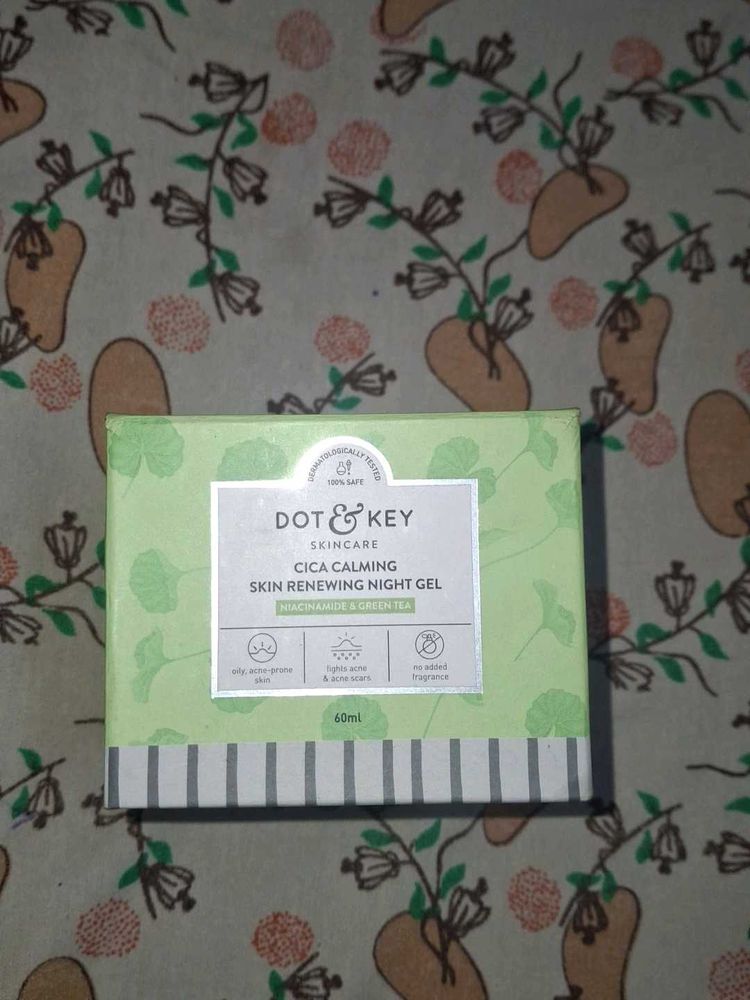 DERMATOLOGICALLY TESTED
100% SAFE
DOT & KEY
SKINCARE
CICA CALMING
SKIN RENEWING NIGHT GEL
NIACINAMIDE & GREEN TEA
oily, acne-prone
skin
fights acne
& acne scars
no added
fragrance
60ml